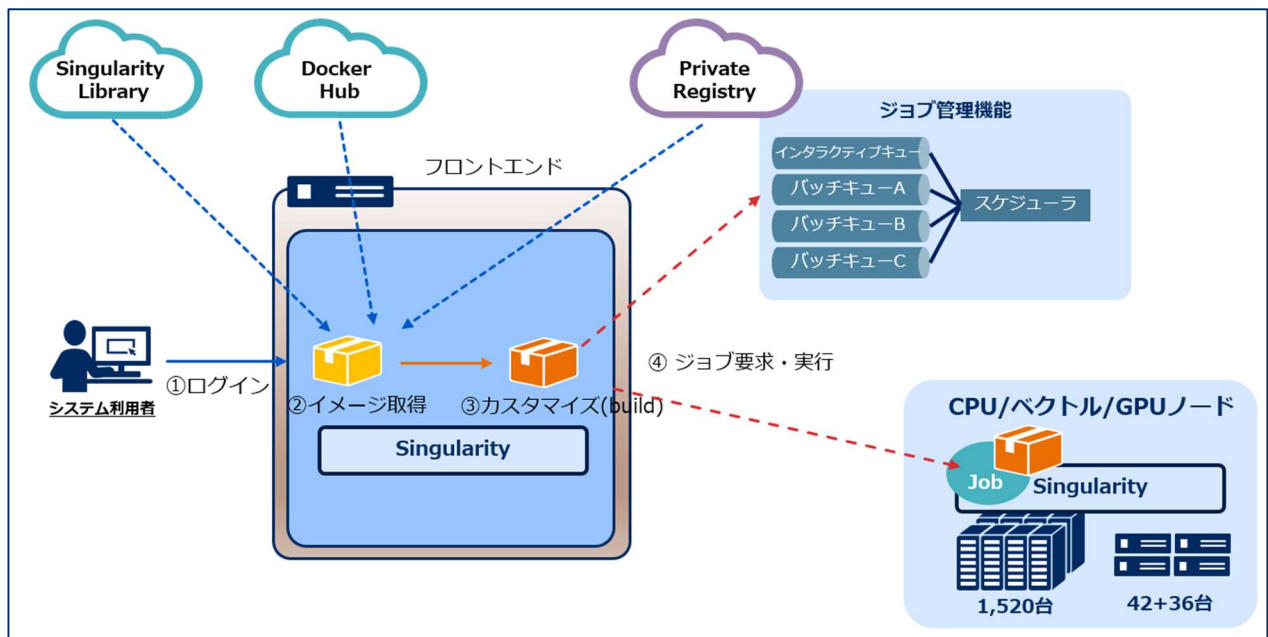 Singularity
Library
Docker
Hub
Private
Registry
ジョブ管理機能
インタラクティブキュー
バッチキューA
バッチキューB
バッチキューC
スケジューラ
フロントエンド
システム利用者
①ログイン
②イメージ取得
③カスタマイズ(build)
Singularity
④ ジョブ要求・実行
CPU/ベクトル/GPUノード
Job
Singularity
1,520台
42+36台